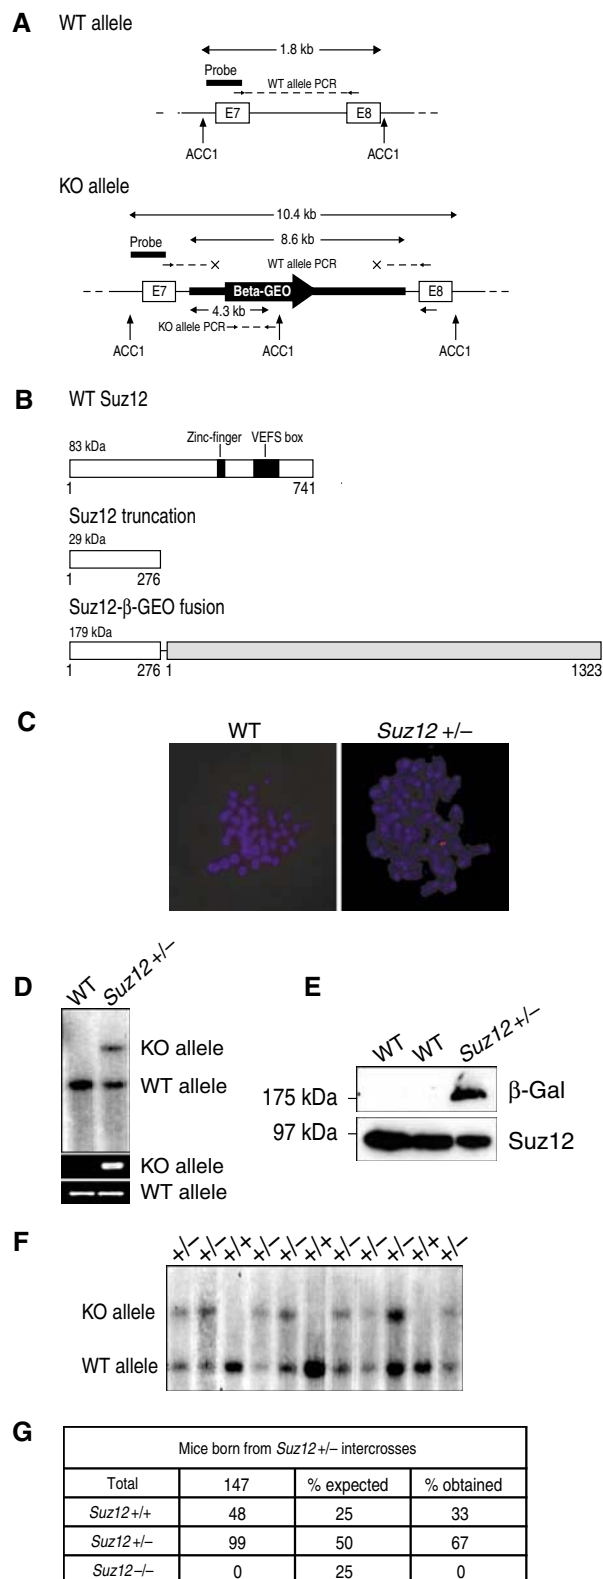 A
WT allele
1.8 kb
Probe
WT allele PCR
E7
E8
ACC1
ACC1
KO allele
10.4 kb
Probe
8.6 kb
WT allele PCR
E7
Beta-GEO
E8
4.3 kb
KO allele PCR
ACC1
ACC1
ACC1
B
WT Suz12
Zinc-finger
VEFS box
83 kDa
1
741
Suz12 truncation
29 kDa
1
276
Suz12-β-GEO fusion
179 kDa
1
276
1
1323
C
WT
Suz12 +/–
D
WT
Suz12 +/–
KO allele
WT allele
KO allele
WT allele
E
WT
WT
Suz12 +/–
175 kDa
β-Gal
97 kDa
Suz12
F
+/– +/– +/+ +/– +/– +/+ +/– +/– +/– +/+ +/–
KO allele
WT allele
G
Mice born from Suz12 +/– intercrosses
Total 147 % expected % obtained
Suz12 +/+ 48 25 33
Suz12 +/– 99 50 67
Suz12 –/– 0 25 0